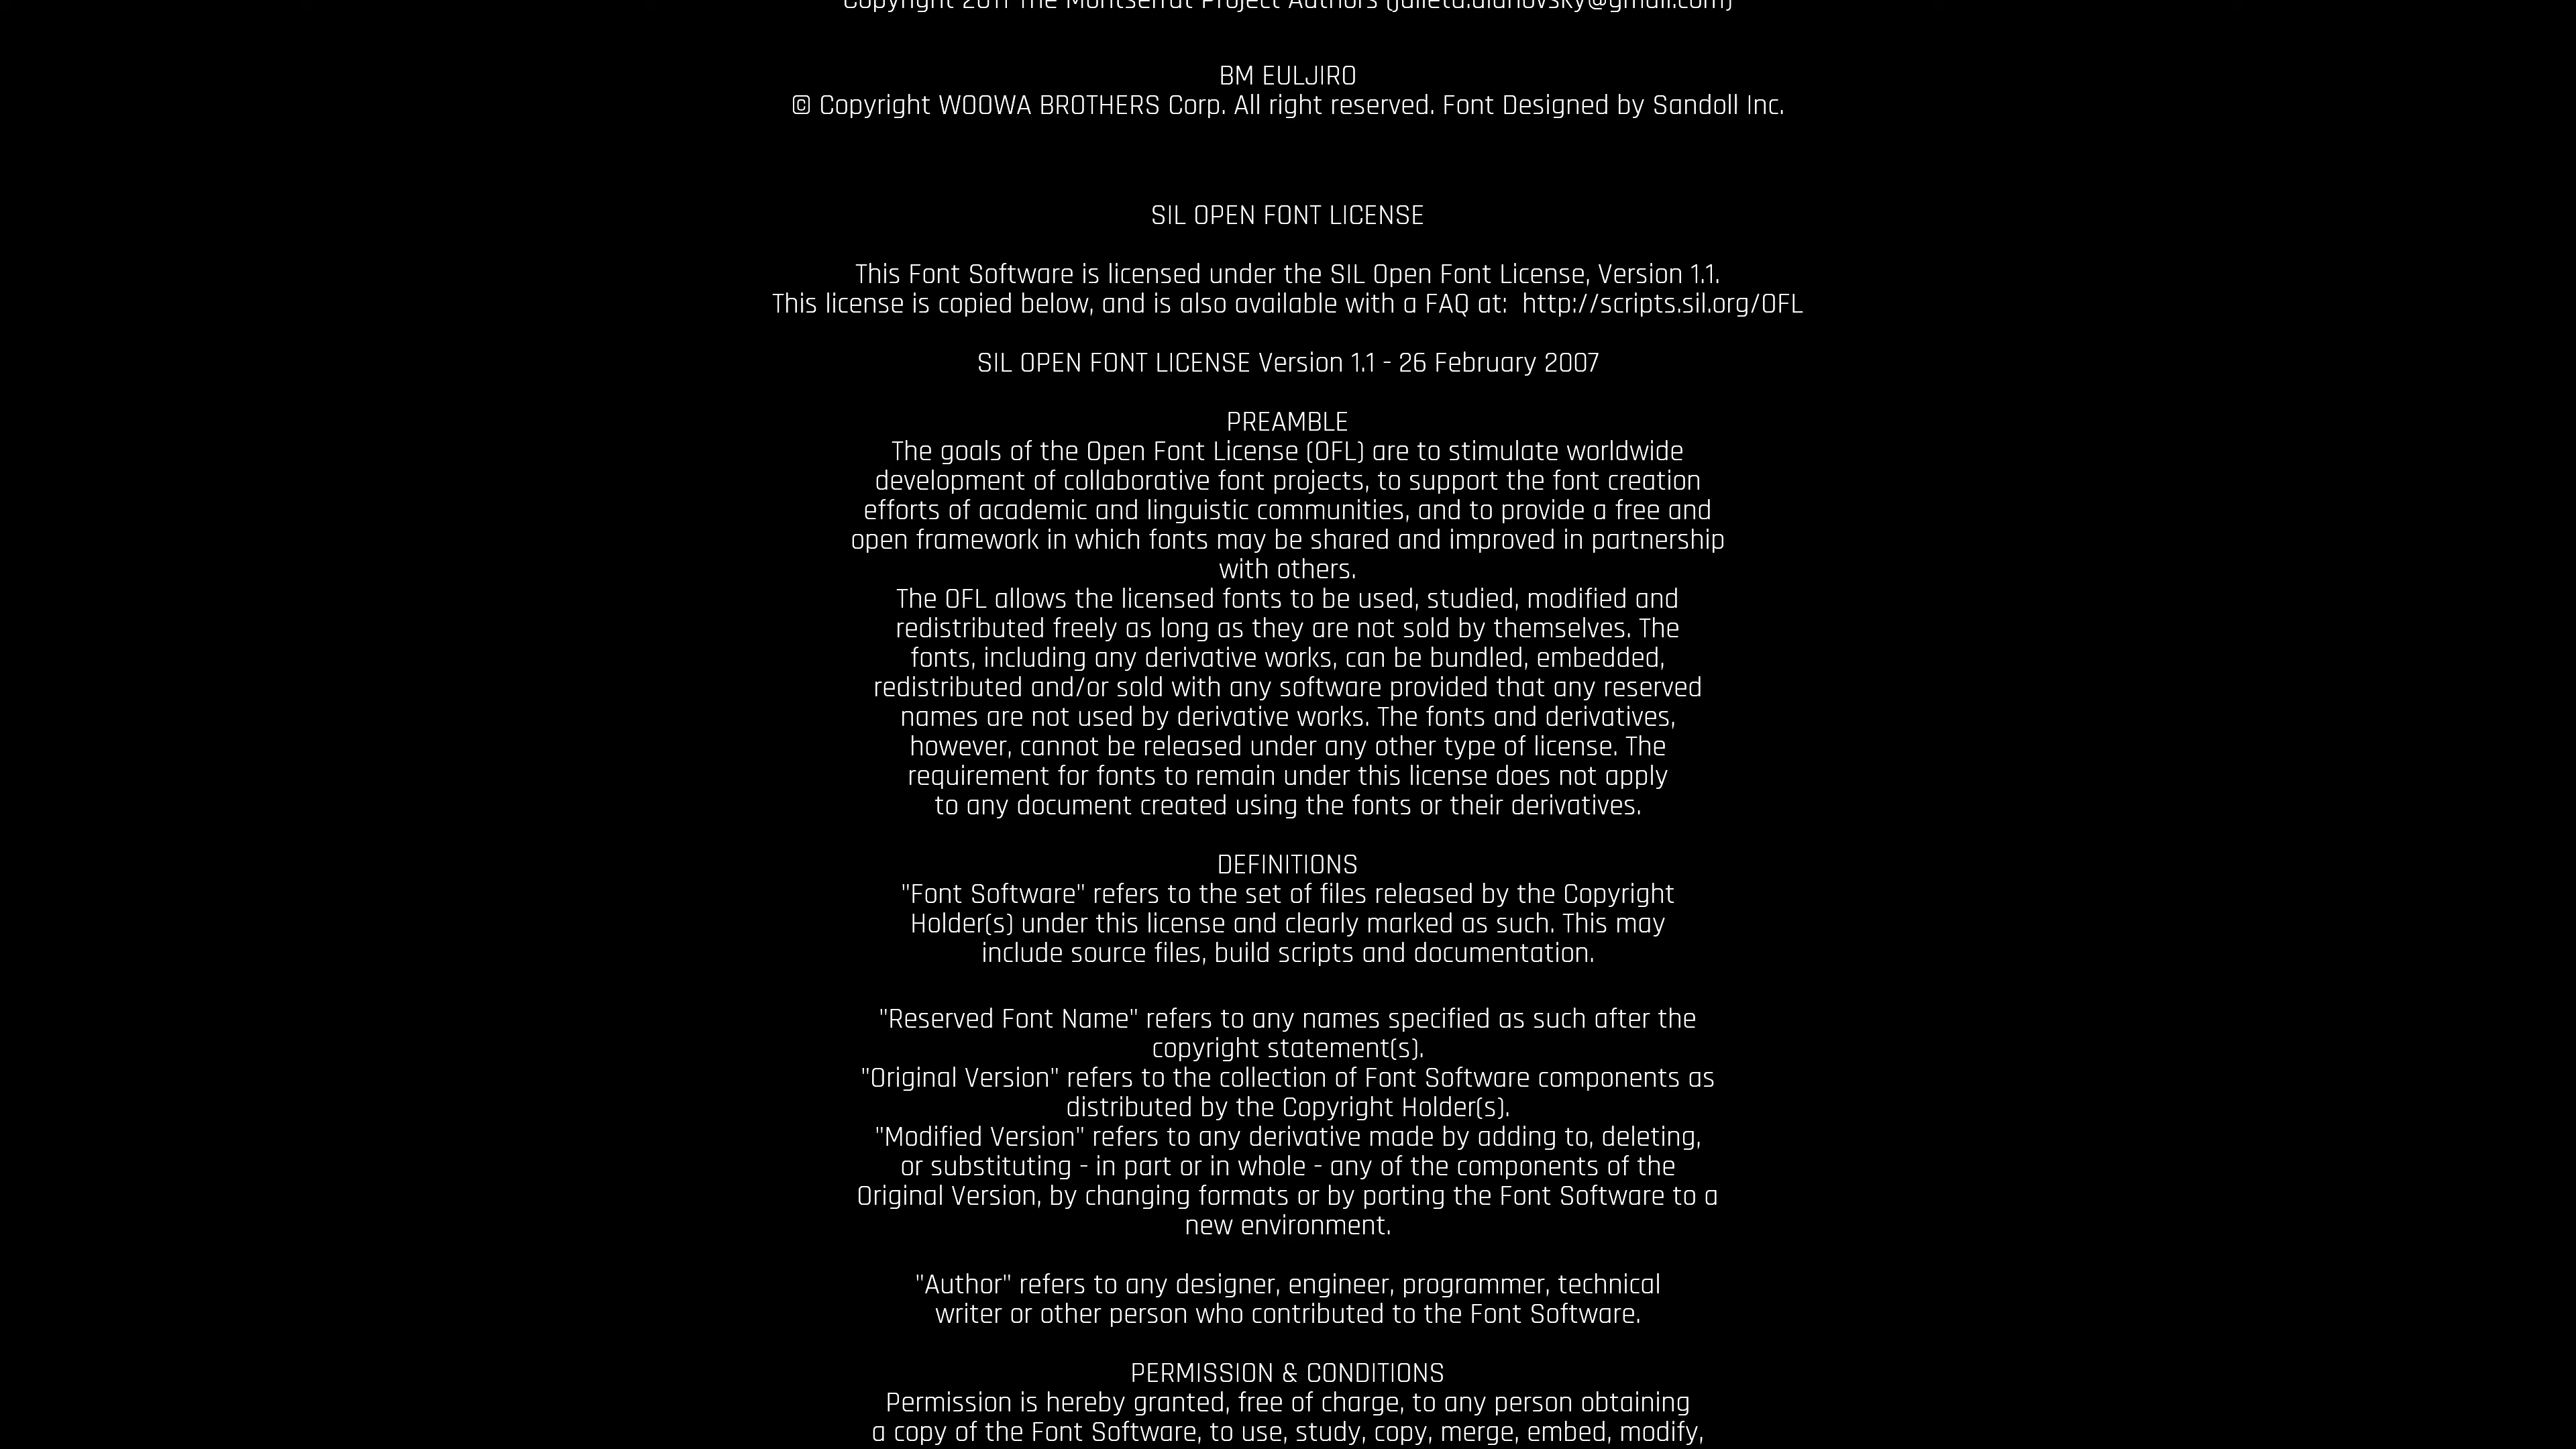 Copyright 2011 The Montserrat Project Authors (julieta.ulanovsky@gmail.com)
BM EULJIRO
© Copyright WOOWA BROTHERS Corp. All right reserved. Font Designed by Sandoll Inc.
SIL OPEN FONT LICENSE
This Font Software is licensed under the SIL Open Font License, Version 1.1.
This license is copied below, and is also available with a FAQ at:  http://scripts.sil.org/OFL
SIL OPEN FONT LICENSE Version 1.1 - 26 February 2007
PREAMBLE
The goals of the Open Font License (OFL) are to stimulate worldwide
development of collaborative font projects, to support the font creation
efforts of academic and linguistic communities, and to provide a free and
open framework in which fonts may be shared and improved in partnership
with others.
The OFL allows the licensed fonts to be used, studied, modified and
redistributed freely as long as they are not sold by themselves. The
fonts, including any derivative works, can be bundled, embedded,
redistributed and/or sold with any software provided that any reserved
names are not used by derivative works. The fonts and derivatives,
however, cannot be released under any other type of license. The
requirement for fonts to remain under this license does not apply
to any document created using the fonts or their derivatives.
DEFINITIONS
"Font Software" refers to the set of files released by the Copyright
Holder(s) under this license and clearly marked as such. This may
include source files, build scripts and documentation.
"Reserved Font Name" refers to any names specified as such after the
copyright statement(s).
"Original Version" refers to the collection of Font Software components as
distributed by the Copyright Holder(s).
"Modified Version" refers to any derivative made by adding to, deleting,
or substituting - in part or in whole - any of the components of the
Original Version, by changing formats or by porting the Font Software to a
new environment.
"Author" refers to any designer, engineer, programmer, technical
writer or other person who contributed to the Font Software.
PERMISSION & CONDITIONS
Permission is hereby granted, free of charge, to any person obtaining
a copy of the Font Software, to use, study, copy, merge, embed, modify,